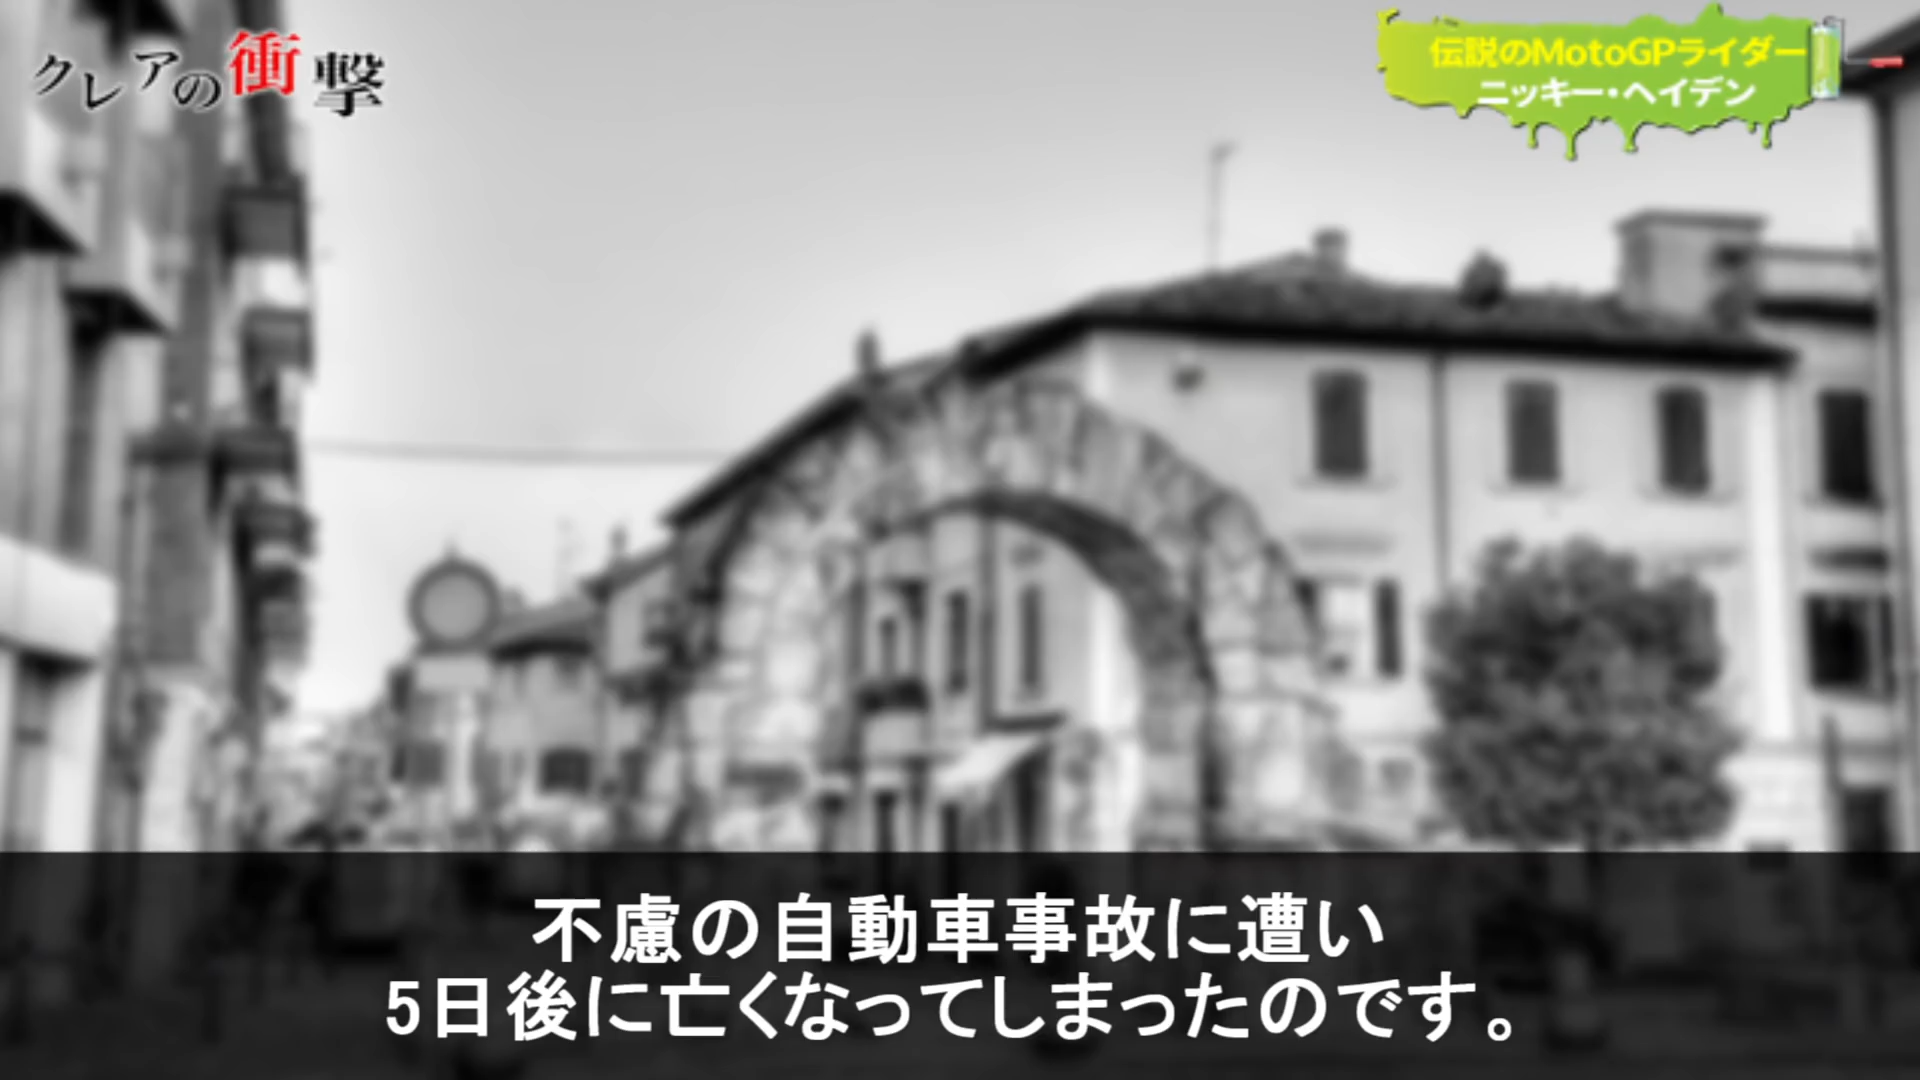 クレアの衝撃
伝説のMotoGPライダー
ニッキー・ヘイデン
不慮の自動車事故に遭い
5日後に亡くなってしまったのです。